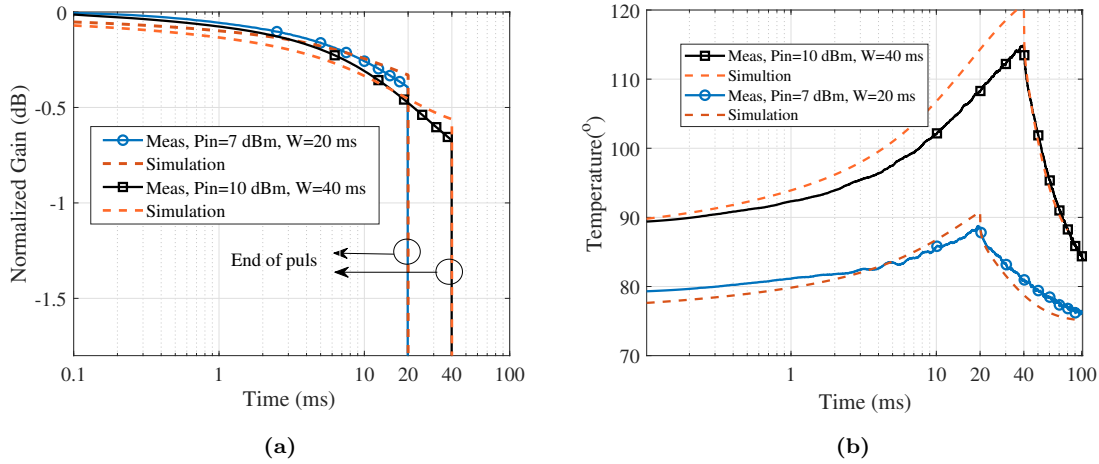 0
-0.5
-1
-1.5
Normalized Gain (dB)
Meas, Pin=7 dBm, W=20 ms
Simulation
Meas, Pin=10 dBm, W=40 ms
Simulation
End of puls
0.1
1
10
20
40
100
Time (ms)
(a)
120
110
100
90
80
70
Temperature(°)
Meas, Pin=10 dBm, W=40 ms
Simultion
Meas, Pin=7 dBm, W=20 ms
Simulation
1
10
20
40
100
Time (ms)
(b)